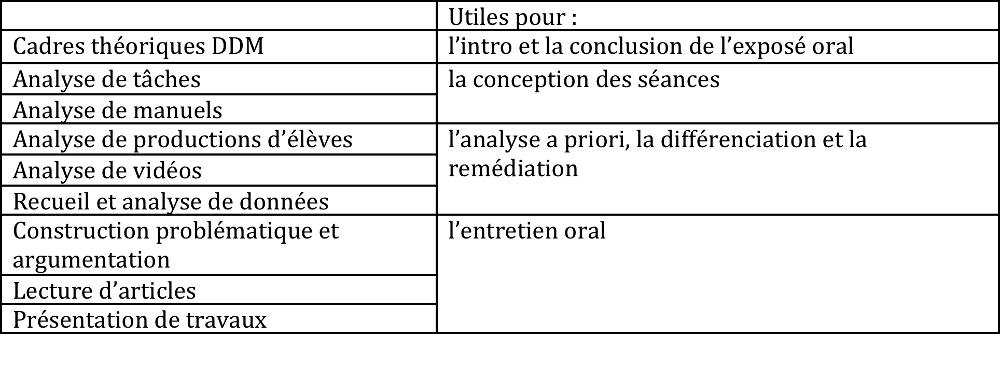 Utiles pour :
Cadres théoriques DDM
l’intro et la conclusion de l’exposé oral
Analyse de tâches
la conception des séances
Analyse de manuels
Analyse de productions d’élèves
l’analyse a priori, la différenciation et la
remédiation
Analyse de vidéos
Recueil et analyse de données
Construction problématique et
argumentation
l’entretien oral
Lecture d’articles
Présentation de travaux